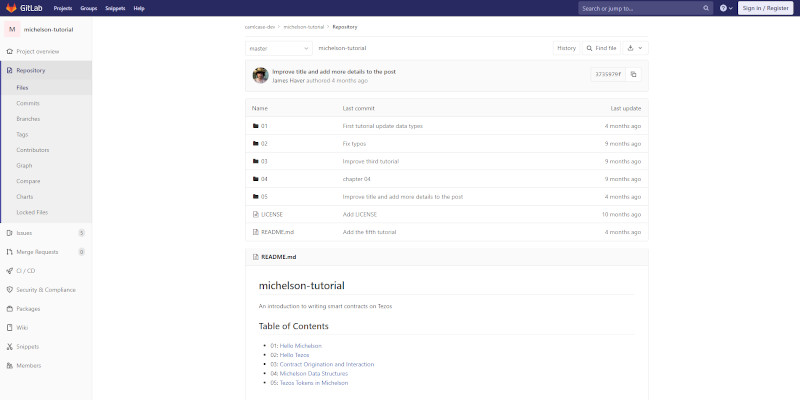 GitLab Projects Groups Snippets Help Search or jump to... Sign in / Register
M michelson-tutorial
Project overview
Repository
Files
Commits
Branches
Tags
Contributors
Graph
Compare
Charts
Locked Files
Issues
Merge Requests 0
CI / CD
Security & Compliance
Packages
Wiki
Snippets
Members
camlcase-dev > michelson-tutorial > Repository
master michelson-tutorial History Find file
Improve title and add more details to the post
James Haver authored 4 months ago
3735979f
Name Last commit Last update
01 First tutorial update data types 4 months ago
02 Fix typos 9 months ago
03 Improve third tutorial 9 months ago
04 chapter 04 9 months ago
05 Improve title and add more details to the post 4 months ago
LICENSE Add LICENSE 10 months ago
README.md Add the fifth tutorial 4 months ago
README.md
michelson-tutorial
An introduction to writing smart contracts on Tezos
Table of Contents
01: Hello Michelson
02: Hello Tezos
03: Contract Origination and Interaction
04: Michelson Data Structures
05: Tezos Tokens in Michelson